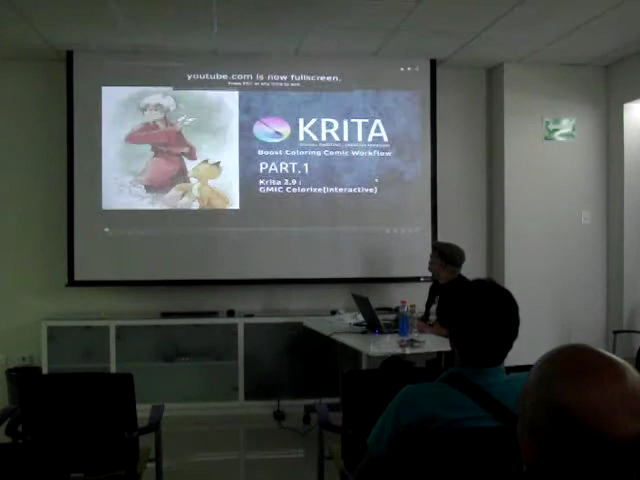 youtube.com is now fullscreen.
KRITA
Boost Coloring Comic Workflow
PART.1
Krita 2.9 :
GMIC Colorize[interactive]